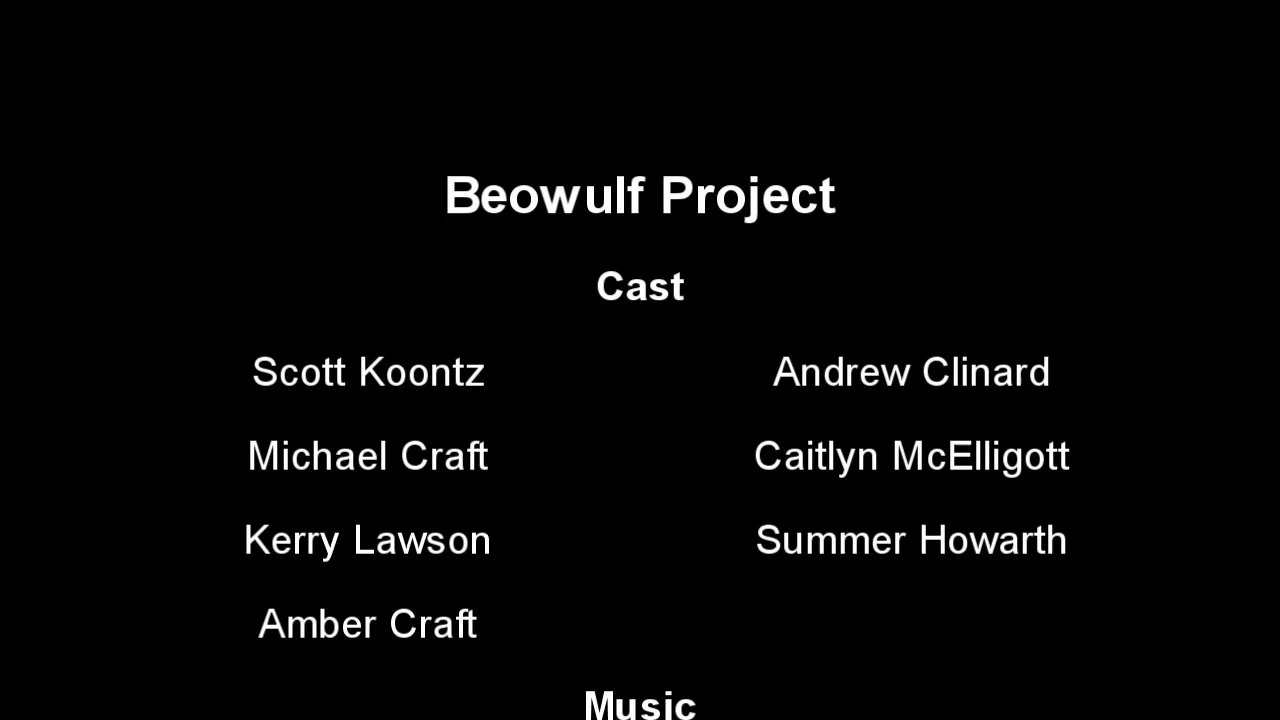 Beowulf Project
Cast
Scott Koontz Andrew Clinard
Michael Craft Caitlyn McElligott
Kerry Lawson Summer Howarth
Amber Craft
Music